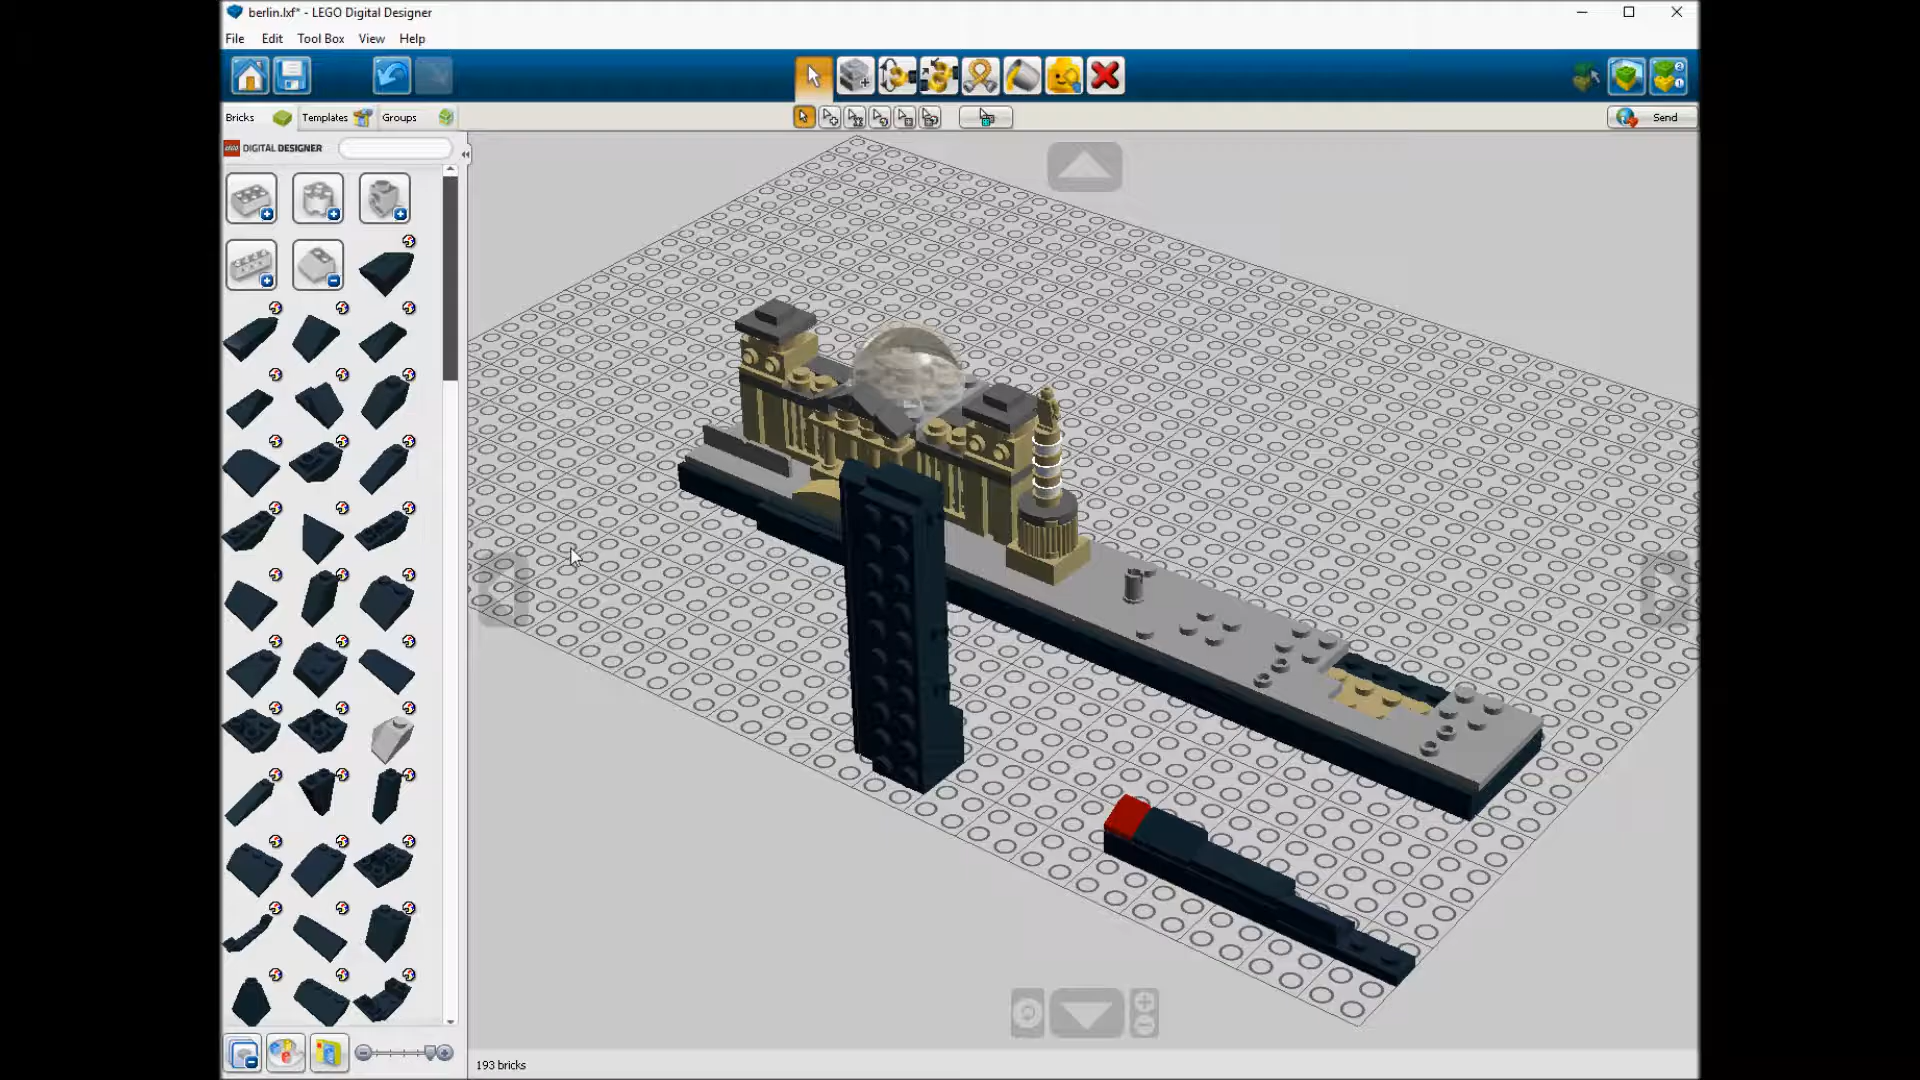 berlin.lxf* - LEGO Digital Designer
File Edit Tool Box View Help
Bricks Templates Groups
Send
LEGO DIGITAL DESIGNER
193 bricks